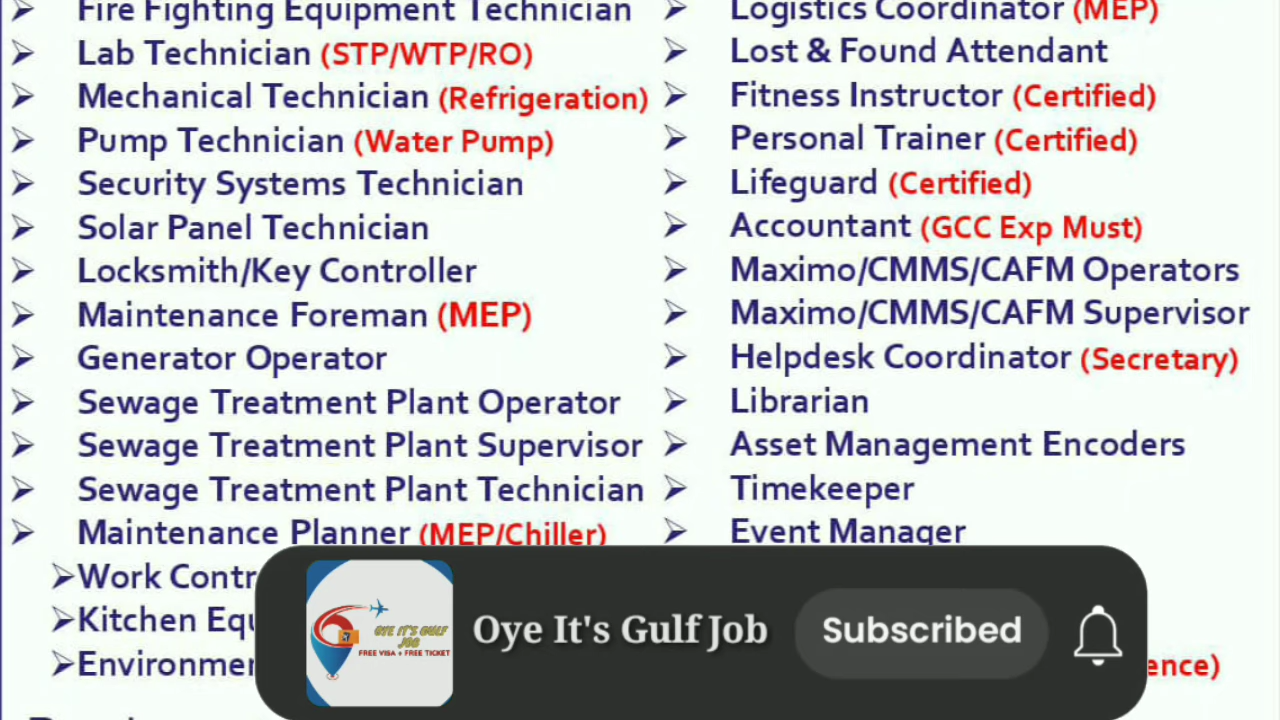 Fire Fighting Equipment Technician
Lab Technician (STP/WTP/RO)
Mechanical Technician (Refrigeration)
Pump Technician (Water Pump)
Security Systems Technician
Solar Panel Technician
Locksmith/Key Controller
Maintenance Foreman (MEP)
Generator Operator
Sewage Treatment Plant Operator
Sewage Treatment Plant Supervisor
Sewage Treatment Plant Technician
Maintenance Planner (MEP/Chiller)
Work Contr
Kitchen Equ
Environmen
Logistics Coordinator (MEP)
Lost & Found Attendant
Fitness Instructor (Certified)
Personal Trainer (Certified)
Lifeguard (Certified)
Accountant (GCC Exp Must)
Maximo/CMMS/CAFM Operators
Maximo/CMMS/CAFM Supervisor
Helpdesk Coordinator (Secretary)
Librarian
Asset Management Encoders
Timekeeper
Event Manager
ence)
OYE IT'S GULF
JOB
FREE VISA + FREE TICKET
Oye It's Gulf Job
Subscribed